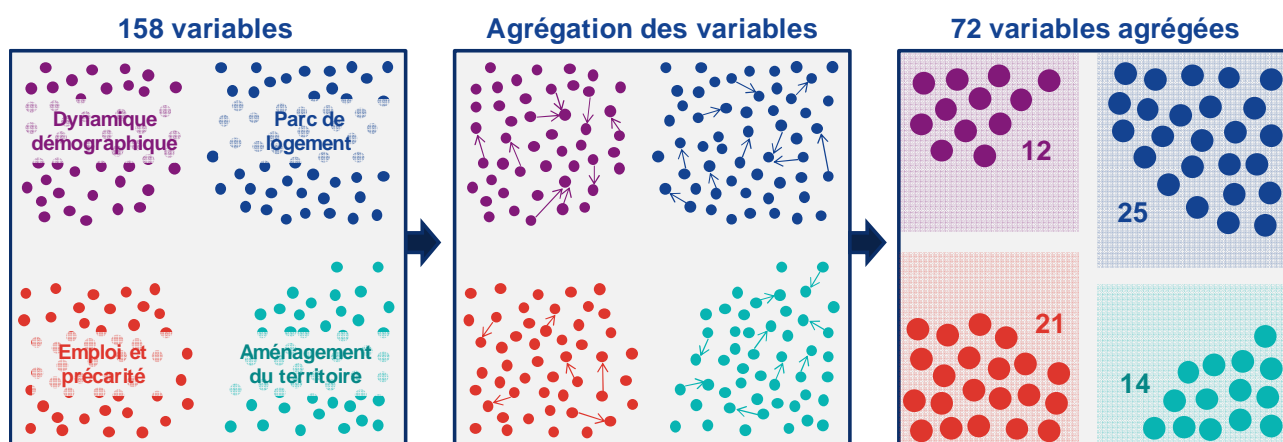 158 variables
Agrégation des variables
72 variables agrégées
Dynamique
démographique
Parc de
logement
Emploi et
précarité
Aménagement
du territoire
12
25
21
14